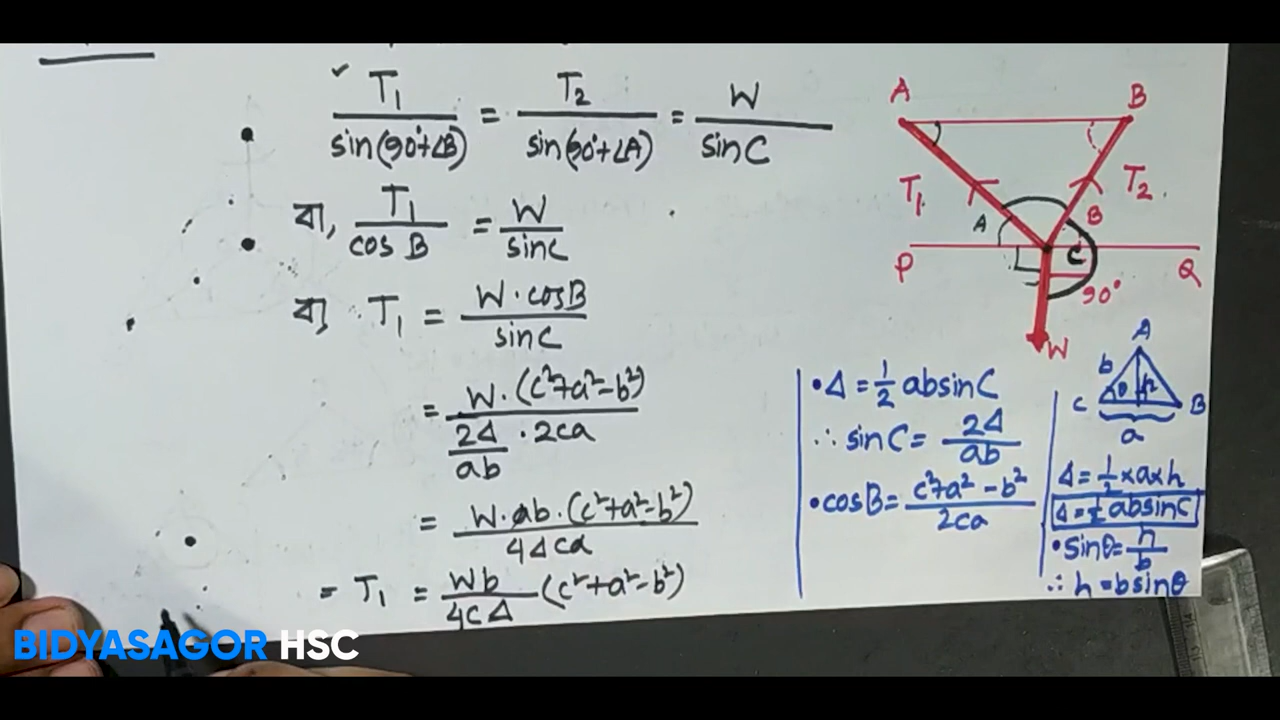 T₁/sin(90°+∠B) = T₂/sin(90°+∠A) = W/sinC
বা, T₁/cos B = W/sinC
বা, T₁ = W·cosB/sinC
= W·(c²+a²-b²)/(2Δ/ab · 2ca)
= W·ab·(c²+a²-b²)/4Δca
= T₁ = Wb/4cΔ (c²+a²-b²)
A
B
T₁
T₂
A
B
P
C
Q
90°
W
•Δ = 1/2 absinC
∴ sinC = 2Δ/ab
•cosB = c²+a²-b²/2ca
A
b
θ
h
C
B
a
Δ = 1/2 ×a×h
Δ = 1/2 absinC
•sinθ = h/b
∴ h = bsinθ
BIDYASAGOR HSC